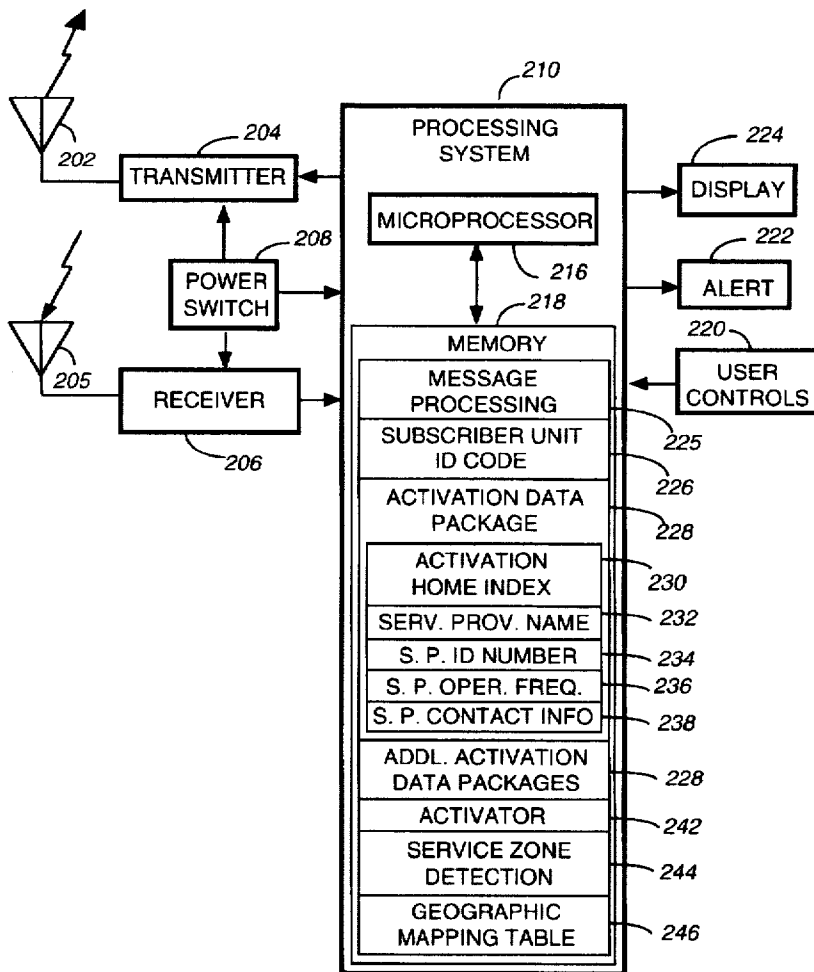 210
PROCESSING
SYSTEM
202
204
TRANSMITTER
224
DISPLAY
MICROPROCESSOR
216
208
POWER
SWITCH
222
ALERT
218
MEMORY
220
USER
CONTROLS
205
RECEIVER
206
MESSAGE
PROCESSING
225
SUBSCRIBER UNIT
ID CODE
226
ACTIVATION DATA
PACKAGE
228
ACTIVATION
HOME INDEX
230
SERV. PROV. NAME
232
S. P. ID NUMBER
234
S. P. OPER. FREQ.
236
S. P. CONTACT INFO
238
ADDL. ACTIVATION
DATA PACKAGES
228
ACTIVATOR
242
SERVICE ZONE
DETECTION
244
GEOGRAPHIC
MAPPING TABLE
246